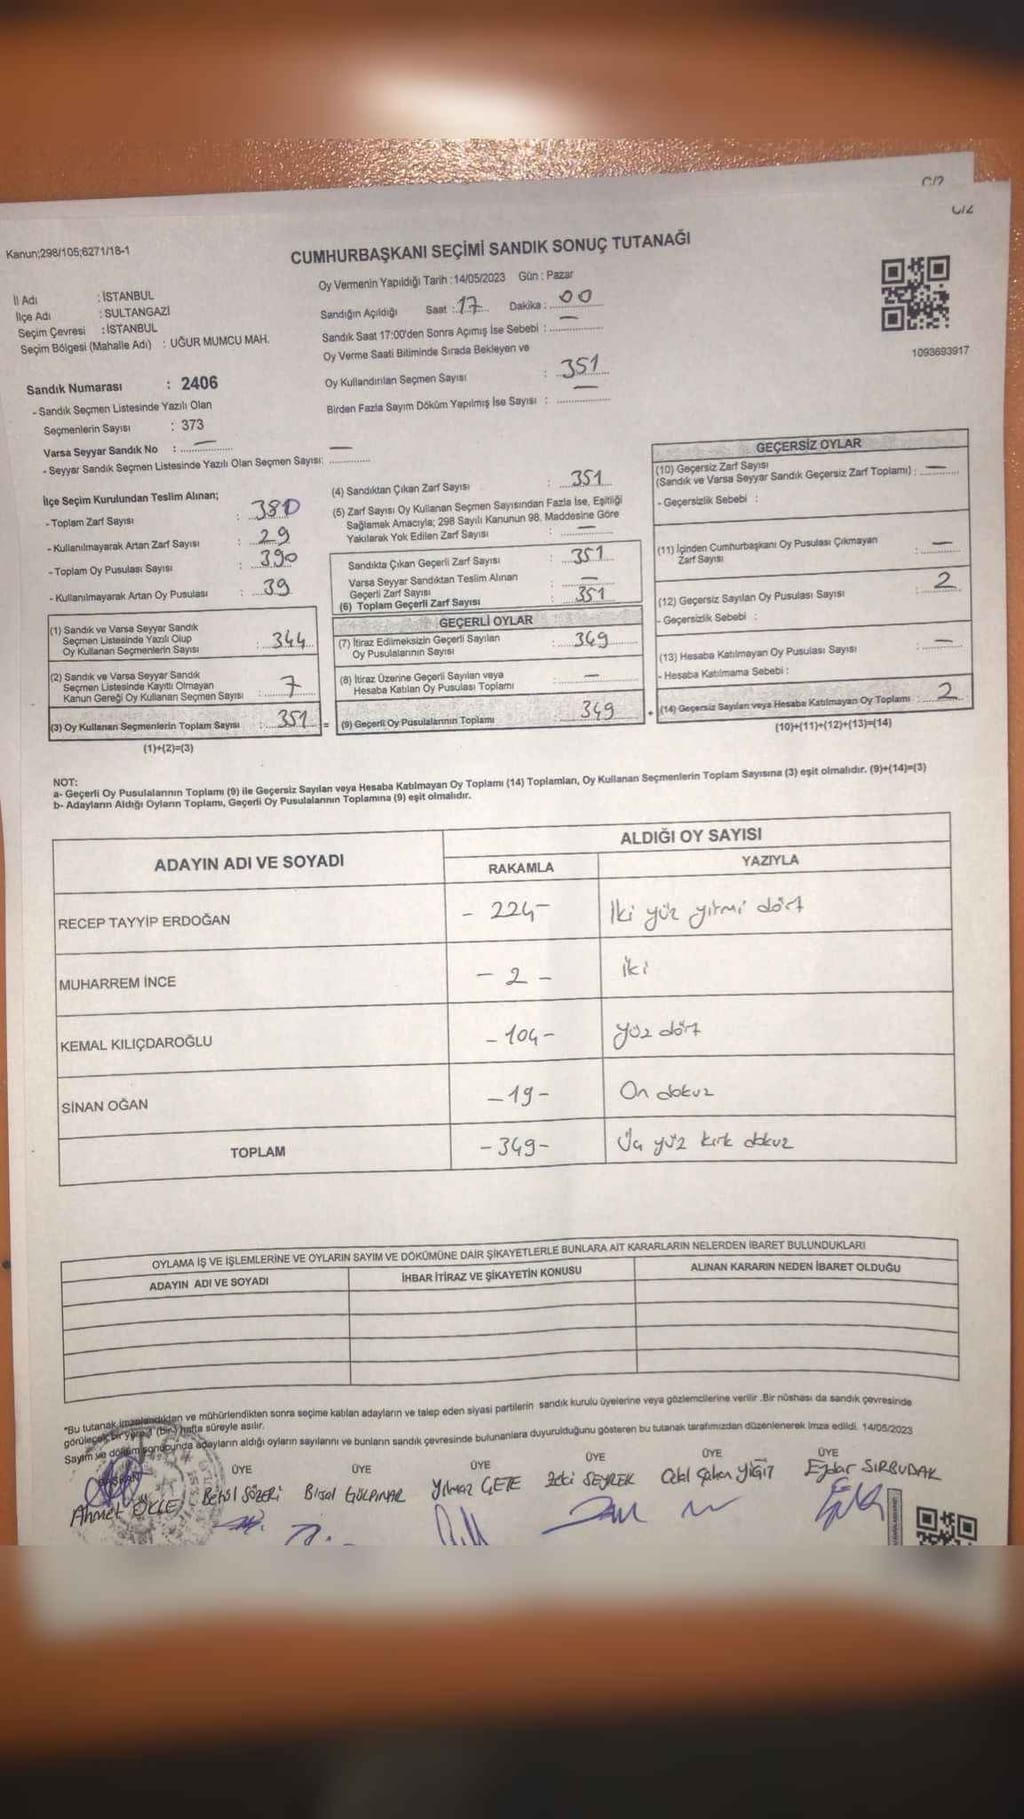 C/2
C/2
Kanun;298/105;6271/18-1
CUMHURBAŞKANI SEÇİMİ SANDIK SONUÇ TUTANAĞI
Oy Vermenin Yapıldığı Tarih :14/05/2023 Gün : Pazar
İl Adı : İSTANBUL
İlçe Adı : SULTANGAZİ
Seçim Çevresi : İSTANBUL
Seçim Bölgesi (Mahalle Adı) : UĞUR MUMCU MAH.
Sandığın Açıldığı Saat : 17 Dakika : 00
Sandık Saat 17:00'den Sonra Açımış İse Sebebi : —
Oy Verme Saati Bitiminde Sırada Bekleyen ve
Oy Kullandırılan Seçmen Sayısı : 351
Birden Fazla Sayım Döküm Yapılmış İse Sayısı : —
1093693917
Sandık Numarası : 2406
- Sandık Seçmen Listesinde Yazılı Olan
Seçmenlerin Sayısı : 373
Varsa Seyyar Sandık No : —
- Seyyar Sandık Seçmen Listesinde Yazılı Olan Seçmen Sayısı: —
İlçe Seçim Kurulundan Teslim Alınan;
- Toplam Zarf Sayısı : 380
- Kullanılmayarak Artan Zarf Sayısı : 29
- Toplam Oy Pusulası Sayısı : 390
- Kullanılmayarak Artan Oy Pusulası : 39
(1) Sandık ve Varsa Seyyar Sandık
Seçmen Listesinde Yazılı Olup
Oy Kullanan Seçmenlerin Sayısı : 344
(2) Sandık ve Varsa Seyyar Sandık
Seçmen Listesinde Kayıtlı Olmayan
Kanun Gereği Oy Kullanan Seçmen Sayısı : 7
(3) Oy Kullanan Seçmenlerin Toplam Sayısı : 351 =
(1)+(2)=(3)
(4) Sandıktan Çıkan Zarf Sayısı : 351
(5) Zarf Sayısı Oy Kullanan Seçmen Sayısından Fazla İse, Eşitliği
Sağlamak Amacıyla; 298 Sayılı Kanunun 98. Maddesine Göre
Yakılarak Yok Edilen Zarf Sayısı : —
Sandıkta Çıkan Geçerli Zarf Sayısı : 351
Varsa Seyyar Sandıktan Teslim Alınan
Geçerli Zarf Sayısı : —
(6) Toplam Geçerli Zarf Sayısı : 351
GEÇERLİ OYLAR
(7) İtiraz Edilmeksizin Geçerli Sayılan
Oy Pusulalarının Sayısı : 349
(8) İtiraz Üzerine Geçerli Sayılan veya
Hesaba Katılan Oy Pusulası Toplamı : —
(9) Geçerli Oy Pusulalarının Toplamı : 349 +
GEÇERSİZ OYLAR
(10) Geçersiz Zarf Sayısı
(Sandık ve Varsa Seyyar Sandık Geçersiz Zarf Toplamı) : —
- Geçersizlik Sebebi :
(11) İçinden Cumhurbaşkanı Oy Pusulası Çıkmayan
Zarf Sayısı : —
(12) Geçersiz Sayılan Oy Pusulası Sayısı : 2
- Geçersizlik Sebebi :
(13) Hesaba Katılmayan Oy Pusulası Sayısı : —
- Hesaba Katılmama Sebebi :
(14) Geçersiz Sayılan veya Hesaba Katılmayan Oy Toplamı : 2
(10)+(11)+(12)+(13)=(14)
NOT:
a- Geçerli Oy Pusulalarının Toplamı (9) ile Geçersiz Sayılan veya Hesaba Katılmayan Oy Toplamı (14) Toplamları, Oy Kullanan Seçmenlerin Toplam Sayısına (3) eşit olmalıdır. (9)+(14)=(3)
b- Adayların Aldığı Oyların Toplamı, Geçerli Oy Pusulalarının Toplamına (9) eşit olmalıdır.
ADAYIN ADI VE SOYADI ALDIĞI OY SAYISI
RAKAMLA YAZIYLA
RECEP TAYYİP ERDOĞAN - 224- İki yüz yirmi dört
MUHARREM İNCE - 2 - iki
KEMAL KILIÇDAROĞLU - 104 - yüz dört
SİNAN OĞAN - 19 - On dokuz
TOPLAM - 349 - Üç yüz kırk dokuz
OYLAMA İŞ VE İŞLEMLERİNE VE OYLARIN SAYIM VE DÖKÜMÜNE DAİR ŞİKAYETLERLE BUNLARA AİT KARARLARIN NELERDEN İBARET BULUNDUKLARI
ADAYIN ADI VE SOYADI İHBAR İTİRAZ VE ŞİKAYETİN KONUSU ALINAN KARARIN NEDEN İBARET OLDUĞU
*Bu tutanak imzalandıktan ve mühürlendikten sonra seçime katılan adayların ve talep eden siyasi partilerin sandık kurulu üyelerine veya gözlemcilerine verilir .Bir nüshası da sandık çevresinde
görülecek bir yere 1 (bir) hafta süreyle asılır.
Sayım ve döküm sonucunda adayların aldığı oyların sayılarını ve bunların sandık çevresinde bulunanlara duyurulduğunu gösteren bu tutanak tarafımızdan düzenlenerek imza edildi. 14/05/2023
BAŞKAN ÜYE ÜYE ÜYE ÜYE ÜYE ÜYE
Ahmet Birsel GÜLPINAR Yılmaz ÇETE Zeki SEYREK YİĞİT SIRBUDAK